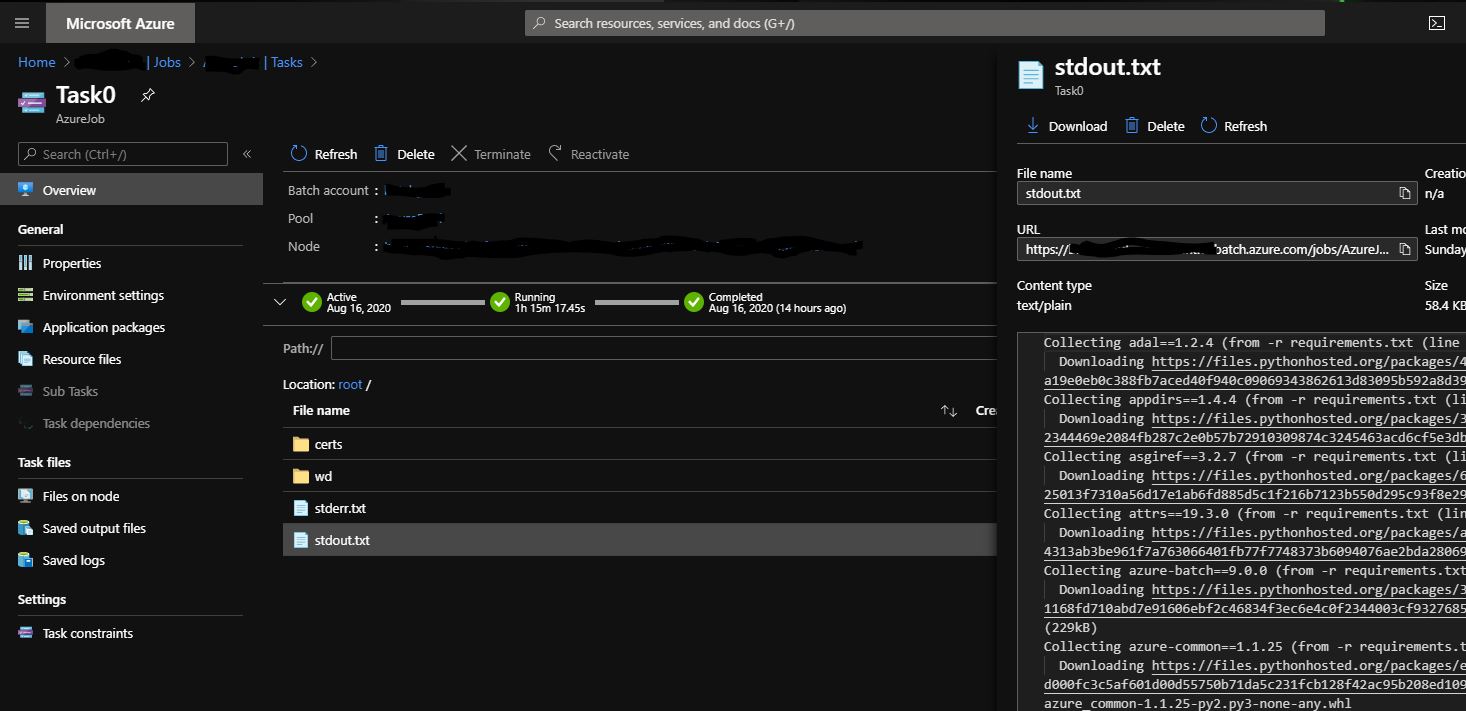 Microsoft Azure
Search resources, services, and docs (G+/)
Home > | Jobs > | Tasks >
Task0
AzureJob
Search (Ctrl+/)
«
Overview
General
Properties
Environment settings
Application packages
Resource files
Sub Tasks
Task dependencies
Task files
Files on node
Saved output files
Saved logs
Settings
Task constraints
Refresh Delete Terminate Reactivate
Batch account :
Pool :
Node :
Active
Aug 16, 2020
Running
1h 15m 17.45s
Completed
Aug 16, 2020 (14 hours ago)
Path://
Location: root /
File name ↑↓ Crea
certs
wd
stderr.txt
stdout.txt
stdout.txt
Task0
Download Delete Refresh
File name
stdout.txt
Creatio
n/a
URL
https:// batch.azure.com/jobs/AzureJ...
Last mo
Sunday
Content type
text/plain
Size
58.4 KB
Collecting adal==1.2.4 (from -r requirements.txt (line
Downloading https://files.pythonhosted.org/packages/4
a19e0eb0c388fb7aced40f940c09069343862613d83095b592a8d39
Collecting appdirs==1.4.4 (from -r requirements.txt (li
Downloading https://files.pythonhosted.org/packages/3
2344469e2084fb287c2e0b57b72910309874c3245463acd6cf5e3db
Collecting asgiref==3.2.7 (from -r requirements.txt (li
Downloading https://files.pythonhosted.org/packages/6
25013f7310a56d17e1ab6fd885d5c1f216b7123b550d295c93f8e29
Collecting attrs==19.3.0 (from -r requirements.txt (lin
Downloading https://files.pythonhosted.org/packages/a
4313ab3be961f7a763066401fb77f7748373b6094076ae2bda28069
Collecting azure-batch==9.0.0 (from -r requirements.txt
Downloading https://files.pythonhosted.org/packages/3
1168fd710abd7e91606ebf2c46834f3ec6e4c0f2344003cf9327685
(229kB)
Collecting azure-common==1.1.25 (from -r requirements.t
Downloading https://files.pythonhosted.org/packages/e
d000fc3c5af601d00d55750b71da5c231fcb128f42ac95b208ed109
azure_common-1.1.25-py2.py3-none-any.whl